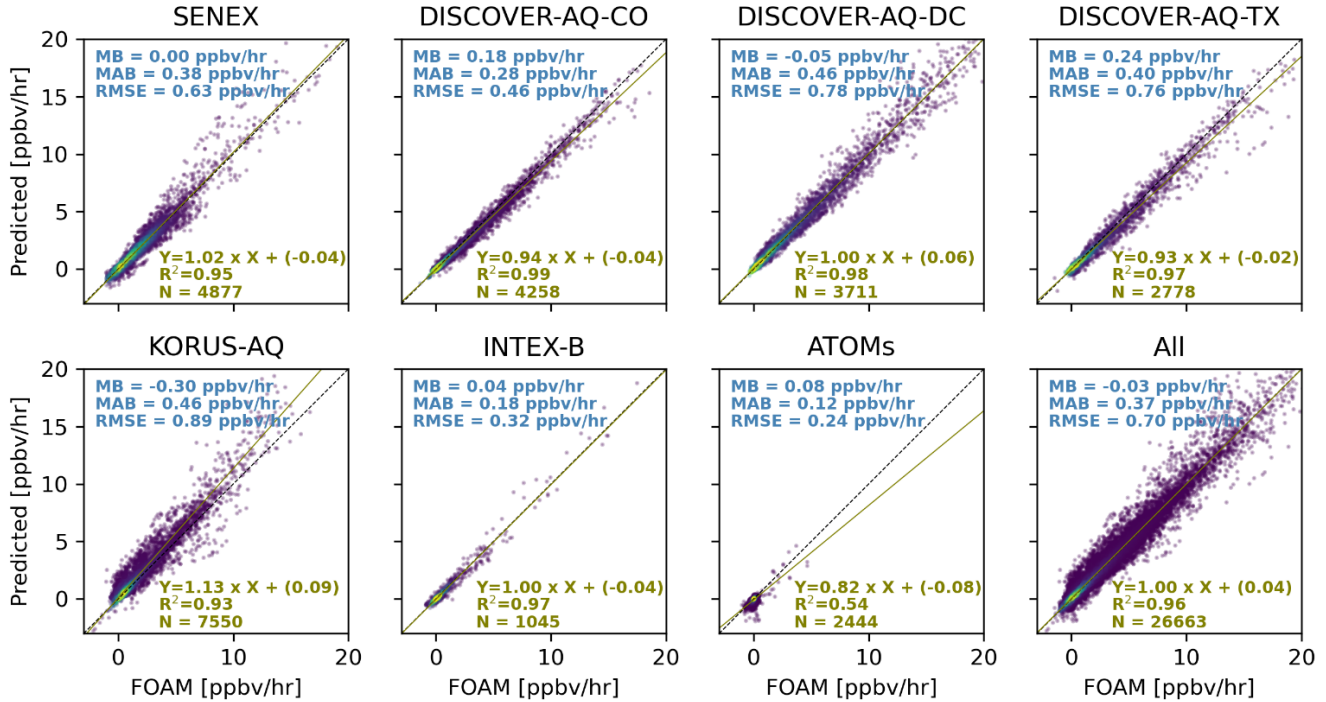 SENEX
DISCOVER-AQ-CO
DISCOVER-AQ-DC
DISCOVER-AQ-TX
20
15
10
5
0
Predicted [ppbv/hr]
MB = 0.00 ppbv/hr
MAB = 0.38 ppbv/hr
RMSE = 0.63 ppbv/hr
Y=1.02 x X + (-0.04)
R²=0.95
N = 4877
MB = 0.18 ppbv/hr
MAB = 0.28 ppbv/hr
RMSE = 0.46 ppbv/hr
Y=0.94 x X + (-0.04)
R²=0.99
N = 4258
MB = -0.05 ppbv/hr
MAB = 0.46 ppbv/hr
RMSE = 0.78 ppbv/hr
Y=1.00 x X + (0.06)
R²=0.98
N = 3711
MB = 0.24 ppbv/hr
MAB = 0.40 ppbv/hr
RMSE = 0.76 ppbv/hr
Y=0.93 x X + (-0.02)
R²=0.97
N = 2778
KORUS-AQ
INTEX-B
ATOMs
All
20
15
10
5
0
Predicted [ppbv/hr]
MB = -0.30 ppbv/hr
MAB = 0.46 ppbv/hr
RMSE = 0.89 ppbv/hr
Y=1.13 x X + (0.09)
R²=0.93
N = 7550
MB = 0.04 ppbv/hr
MAB = 0.18 ppbv/hr
RMSE = 0.32 ppbv/hr
Y=1.00 x X + (-0.04)
R²=0.97
N = 1045
MB = 0.08 ppbv/hr
MAB = 0.12 ppbv/hr
RMSE = 0.24 ppbv/hr
Y=0.82 x X + (-0.08)
R²=0.54
N = 2444
MB = -0.03 ppbv/hr
MAB = 0.37 ppbv/hr
RMSE = 0.70 ppbv/hr
Y=1.00 x X + (0.04)
R²=0.96
N = 26663
0 10 20
0 10 20
0 10 20
0 10 20
FOAM [ppbv/hr]
FOAM [ppbv/hr]
FOAM [ppbv/hr]
FOAM [ppbv/hr]